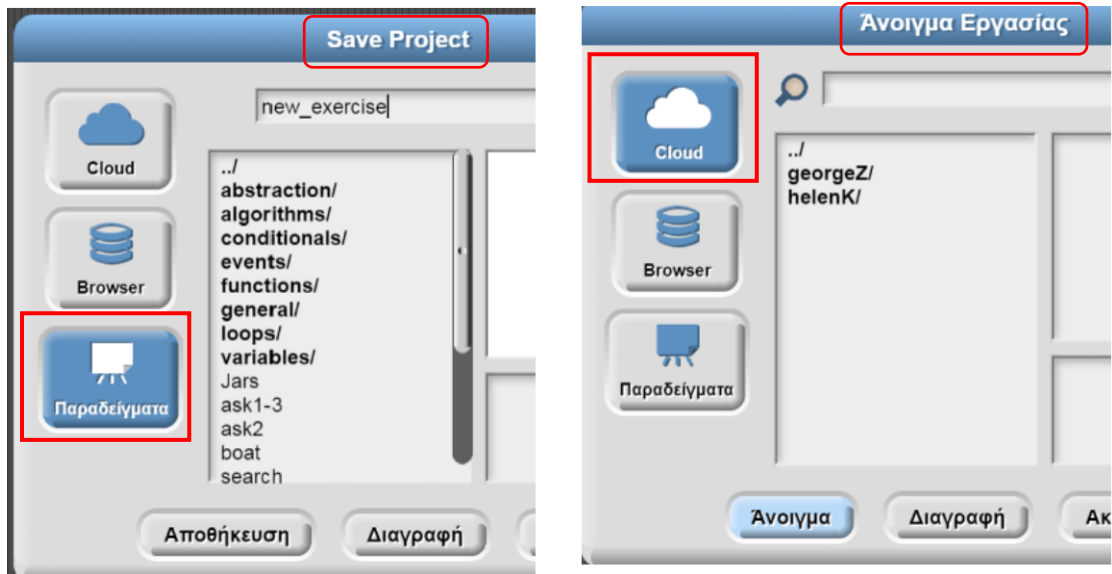 Save Project
new_exercise
Cloud
Browser
Παραδείγματα
../
abstraction/
algorithms/
conditionals/
events/
functions/
general/
loops/
variables/
Jars
ask1-3
ask2
boat
search
Αποθήκευση
Διαγραφή
Άνοιγμα Εργασίας
Cloud
Browser
Παραδείγματα
../
georgeZ/
helenK/
Άνοιγμα
Διαγραφή
Ακ